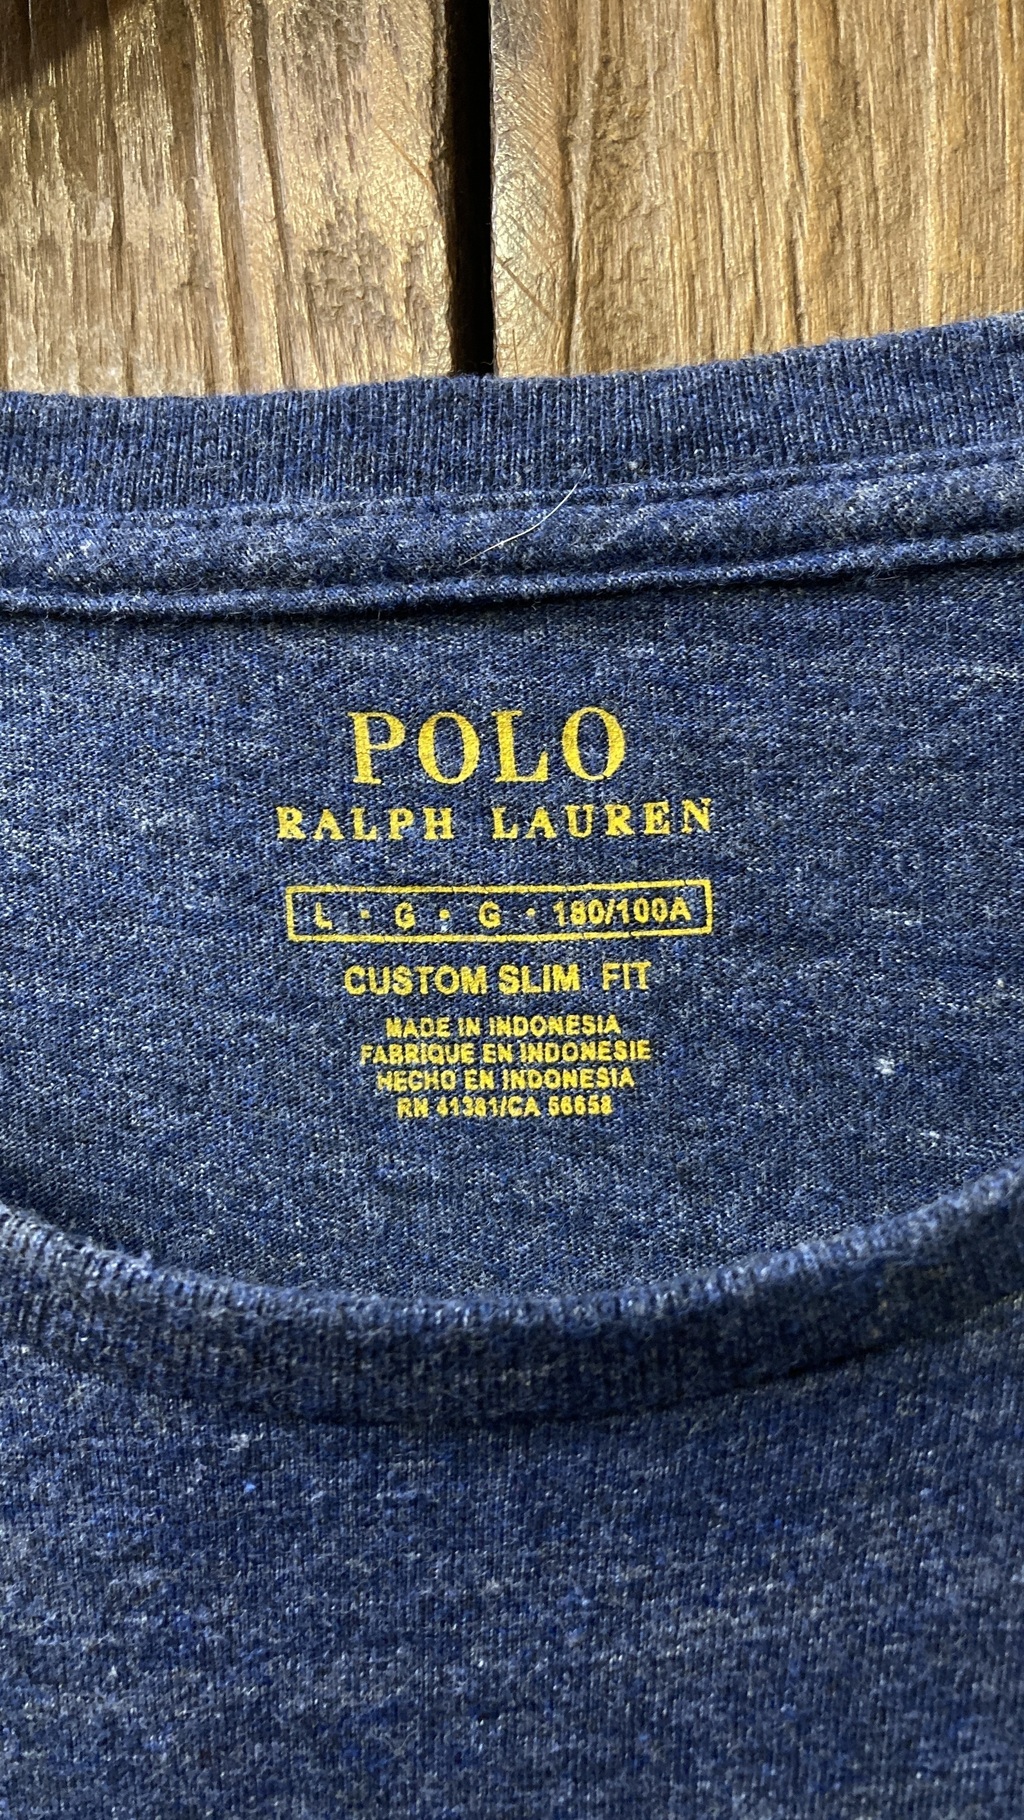 POLO
RALPH LAUREN
L · G · G · 180/100A
CUSTOM SLIM FIT
MADE IN INDONESIA
FABRIQUE EN INDONESIE
HECHO EN INDONESIA
RN 41381/CA 56658